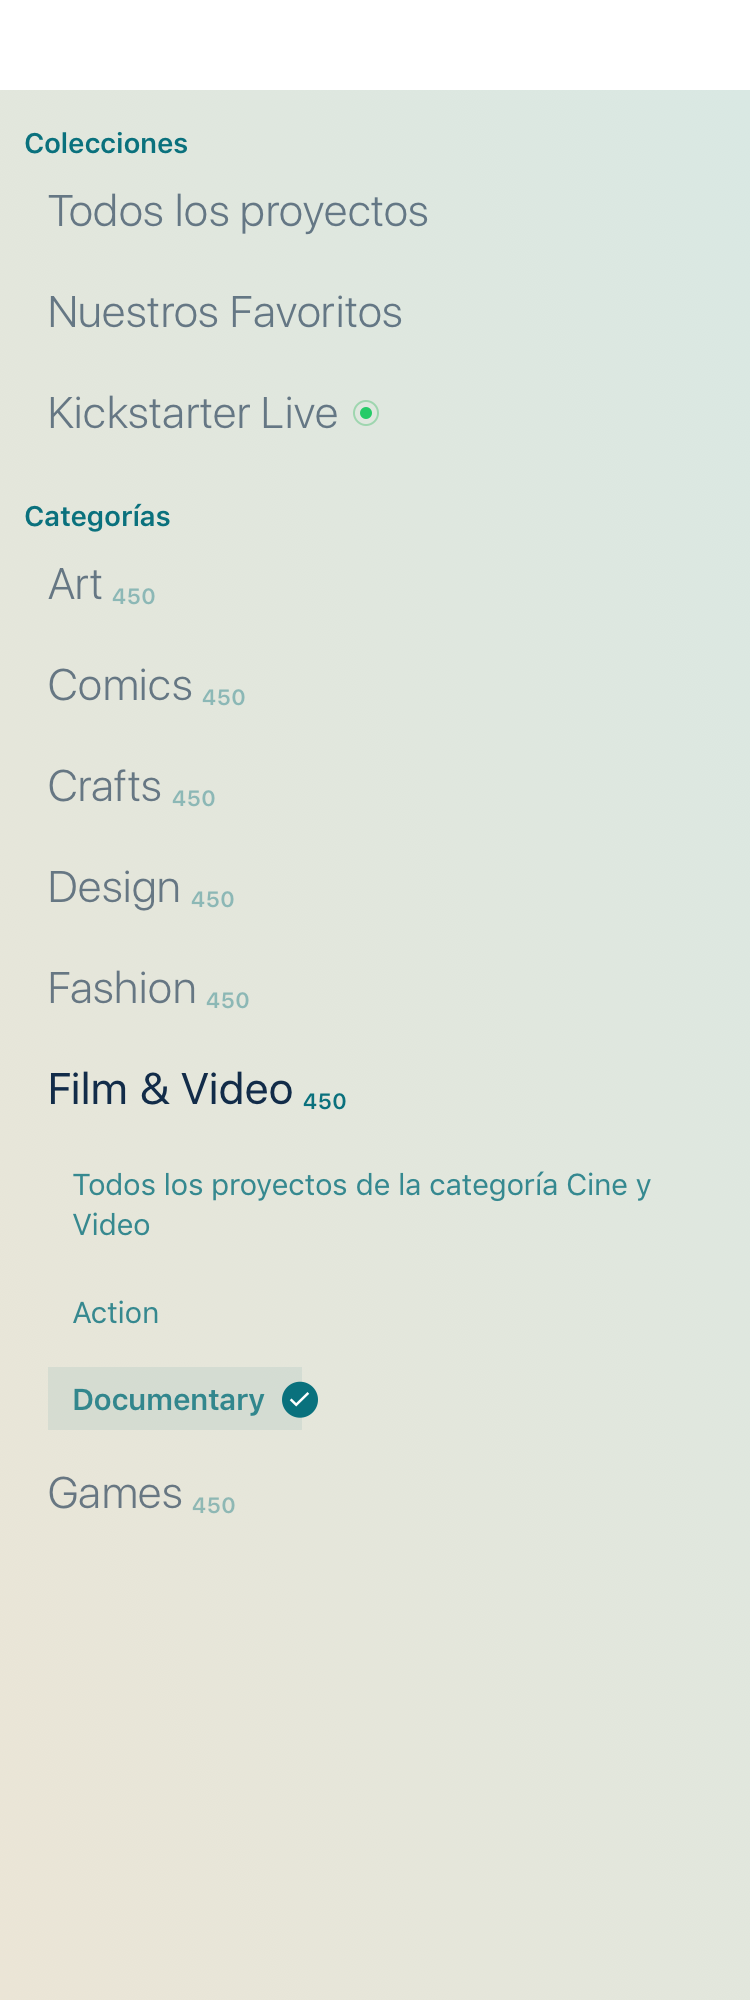 Colecciones
Todos los proyectos
Nuestros Favoritos
Kickstarter Live
Categorías
Art 450
Comics 450
Crafts 450
Design 450
Fashion 450
Film & Video 450
Todos los proyectos de la categoría Cine y
Video
Action
Documentary
Games 450